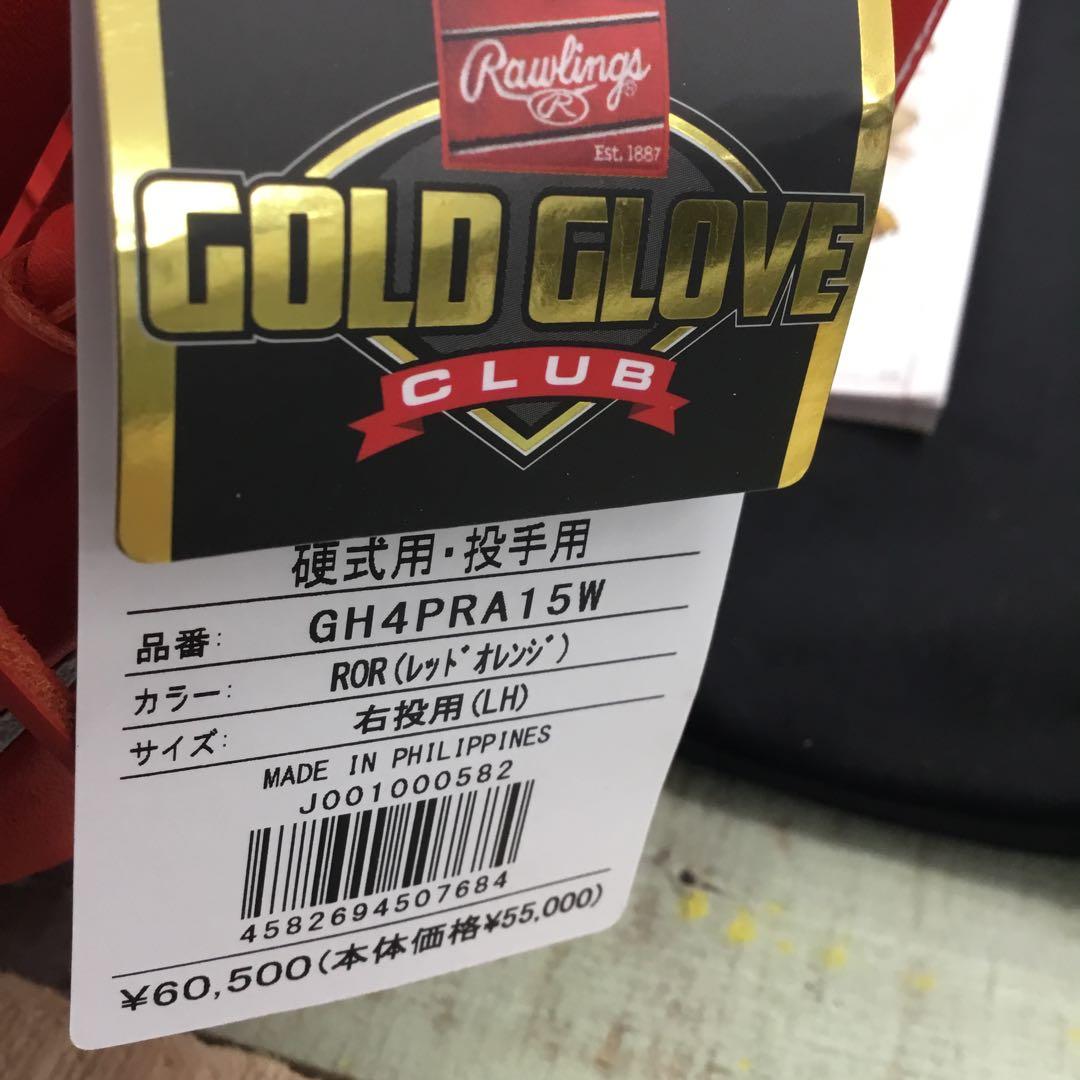 Rawlings
R
Est. 1887
GOLD GLOVE
CLUB
硬式用・投手用
品番: GH4PRA15W
カラー: ROR(ﾚｯﾄﾞｵﾚﾝｼﾞ)
サイズ: 右投用(LH)
MADE IN PHILIPPINES
J001000582
4582694507684
¥60,500(本体価格¥55,000)